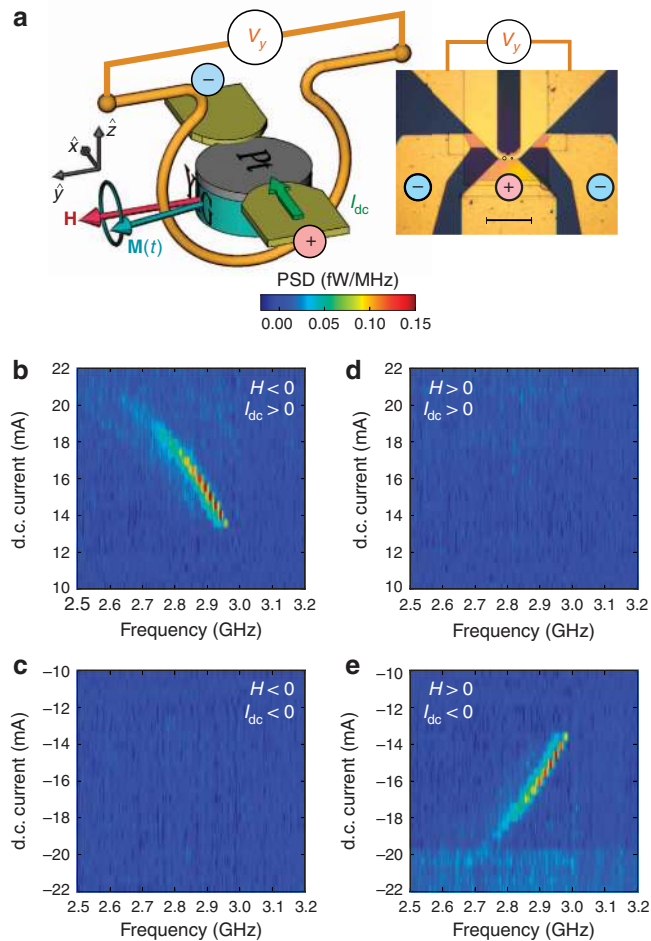 a
V_y
V_y
−
x̂
ẑ
ŷ
Pt
H
M(t)
I_dc
+
−
+
−
PSD (fW/MHz)
0.00 0.05 0.10 0.15
b
22
20
18
16
14
12
10
d.c. current (mA)
H < 0
I_dc > 0
2.5 2.6 2.7 2.8 2.9 3.0 3.1 3.2
Frequency (GHz)
d
22
20
18
16
14
12
10
d.c. current (mA)
H > 0
I_dc > 0
2.5 2.6 2.7 2.8 2.9 3.0 3.1 3.2
Frequency (GHz)
c
−10
−12
−14
−16
−18
−20
−22
d.c. current (mA)
H < 0
I_dc < 0
2.5 2.6 2.7 2.8 2.9 3.0 3.1 3.2
Frequency (GHz)
e
−10
−12
−14
−16
−18
−20
−22
d.c. current (mA)
H > 0
I_dc < 0
2.5 2.6 2.7 2.8 2.9 3.0 3.1 3.2
Frequency (GHz)